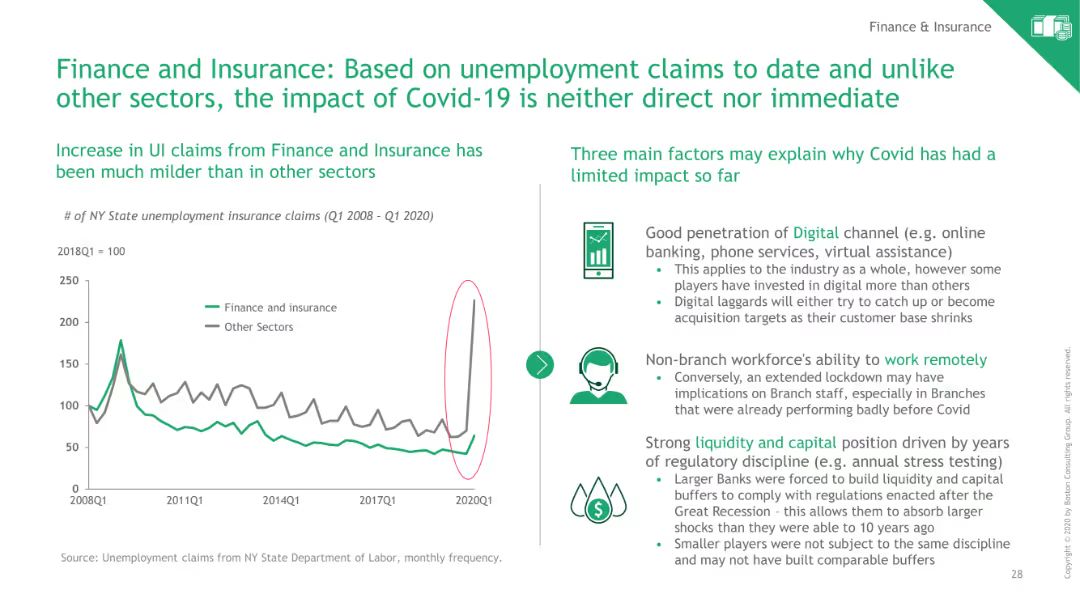 Finance & Insurance
Finance and Insurance: Based on unemployment claims to date and unlike
other sectors, the impact of Covid-19 is neither direct nor immediate
Increase in UI claims from Finance and Insurance has
been much milder than in other sectors
# of NY State unemployment insurance claims (Q1 2008 - Q1 2020)
2018Q1 = 100
250
200
150
100
50
0
Finance and insurance
Other Sectors
2008Q1
2011Q1
2014Q1
2017Q1
2020Q1
Source: Unemployment claims from NY State Department of Labor, monthly frequency.
Three main factors may explain why Covid has had a
limited impact so far
Good penetration of Digital channel (e.g. online
banking, phone services, virtual assistance)
• This applies to the industry as a whole, however some
players have invested in digital more than others
• Digital laggards will either try to catch up or become
acquisition targets as their customer base shrinks
Non-branch workforce's ability to work remotely
• Conversely, an extended lockdown may have
implications on Branch staff, especially in Branches
that were already performing badly before Covid
Strong liquidity and capital position driven by years
of regulatory discipline (e.g. annual stress testing)
$
• Larger Banks were forced to build liquidity and capital
buffers to comply with regulations enacted after the
Great Recession - this allows them to absorb larger
shocks than they were able to 10 years ago
• Smaller players were not subject to the same discipline
and may not have built comparable buffers
28
Copyright © 2020 by Boston Consulting Group. All rights reserved.